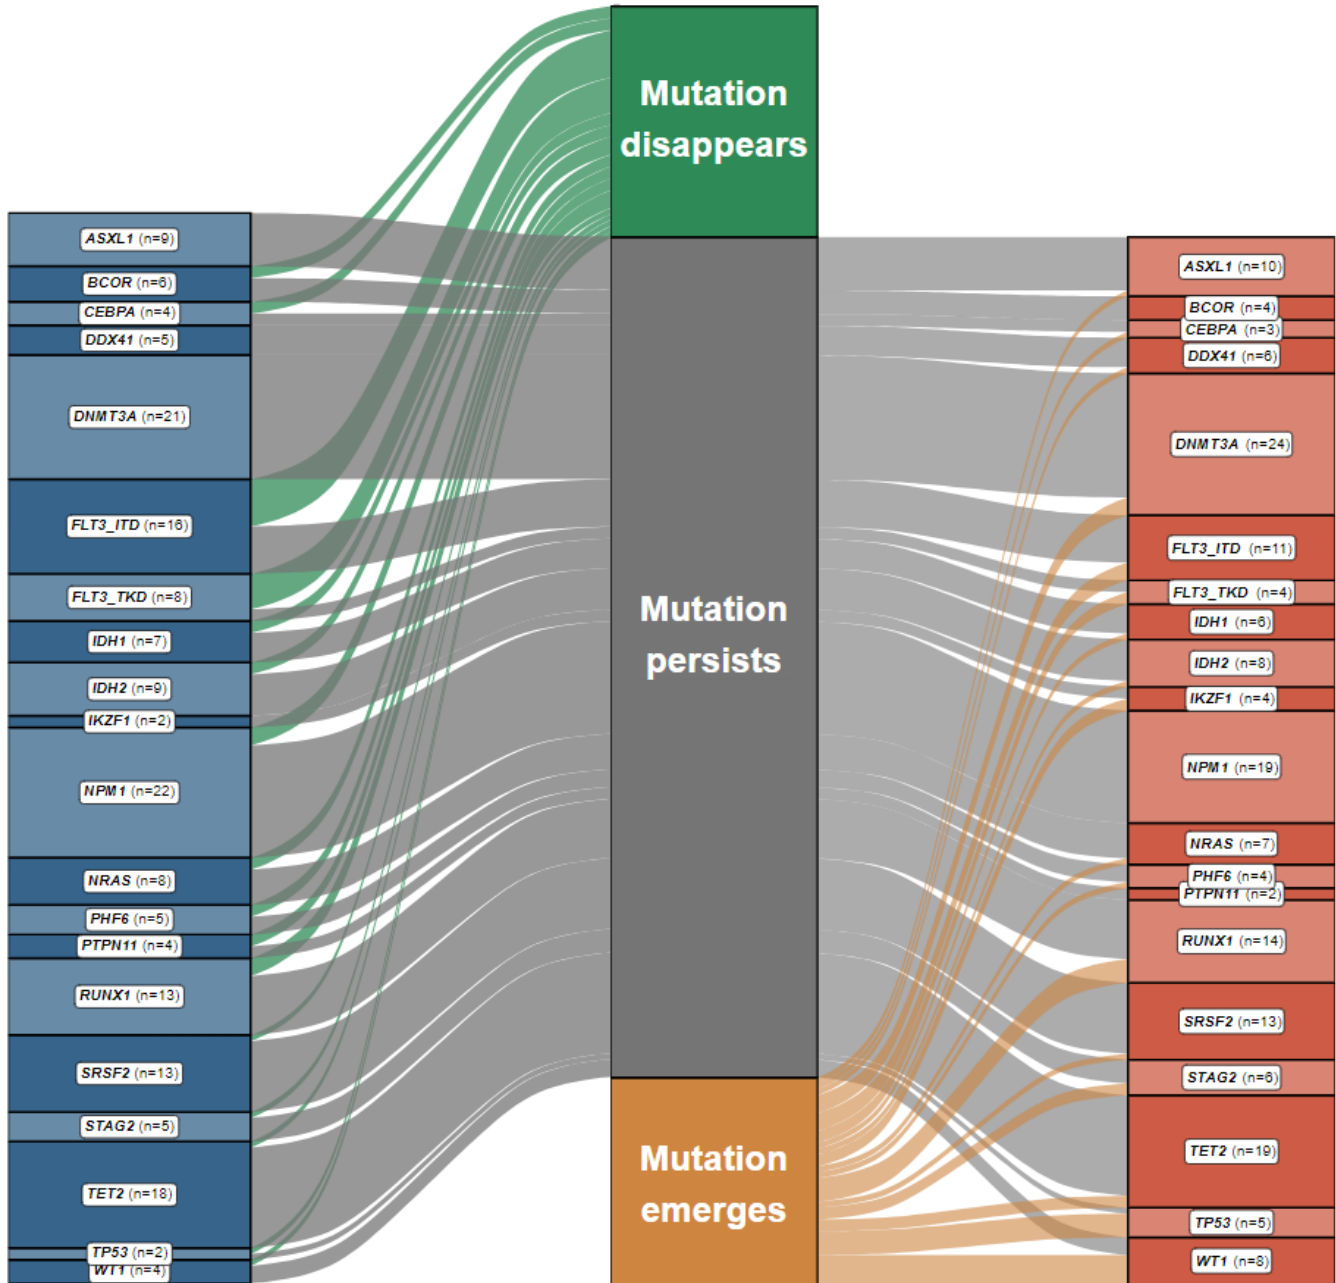 Mutation
disappears
ASXL1 (n=9)
BCOR (n=6)
CEBPA (n=4)
DDX41 (n=5)
DNMT3A (n=21)
FLT3_ITD (n=16)
FLT3_TKD (n=8)
IDH1 (n=7)
IDH2 (n=9)
IKZF1 (n=2)
NPM1 (n=22)
NRAS (n=8)
PHF6 (n=5)
PTPN11 (n=4)
RUNX1 (n=13)
SRSF2 (n=13)
STAG2 (n=5)
TET2 (n=18)
TP53 (n=2)
WT1 (n=4)
Mutation
persists
Mutation
emerges
ASXL1 (n=10)
BCOR (n=4)
CEBPA (n=3)
DDX41 (n=6)
DNMT3A (n=24)
FLT3_ITD (n=11)
FLT3_TKD (n=4)
IDH1 (n=6)
IDH2 (n=8)
IKZF1 (n=4)
NPM1 (n=19)
NRAS (n=7)
PHF6 (n=4)
PTPN11 (n=2)
RUNX1 (n=14)
SRSF2 (n=13)
STAG2 (n=6)
TET2 (n=19)
TP53 (n=5)
WT1 (n=8)